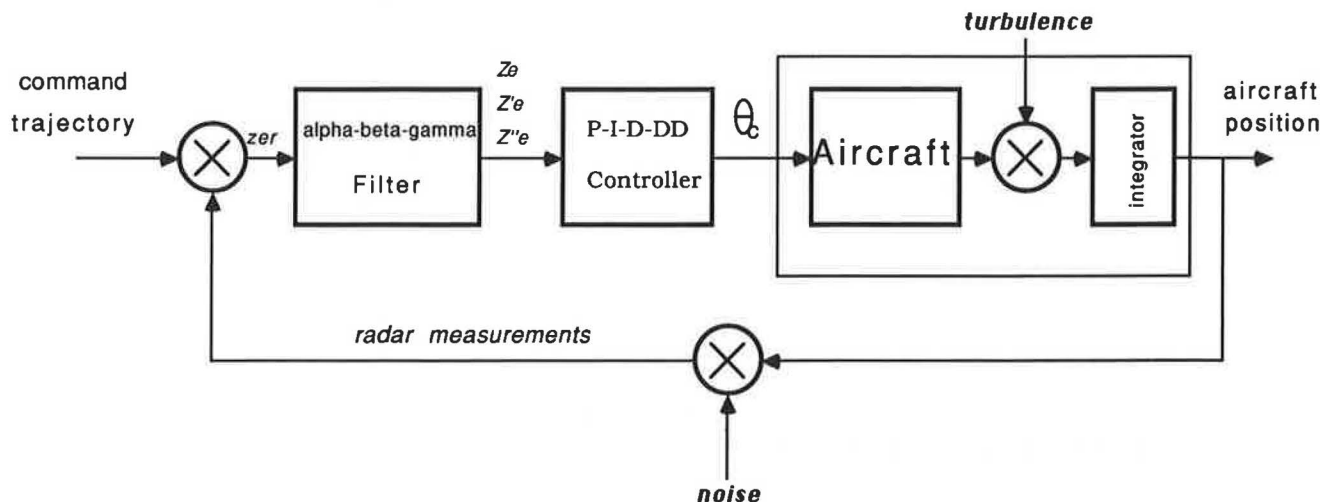 turbulence
command
trajectory
zer
alpha-beta-gamma
Filter
Ze
Z'e
Z"e
P-I-D-DD
Controller
θc
Aircraft
integrator
aircraft
position
radar measurements
noise